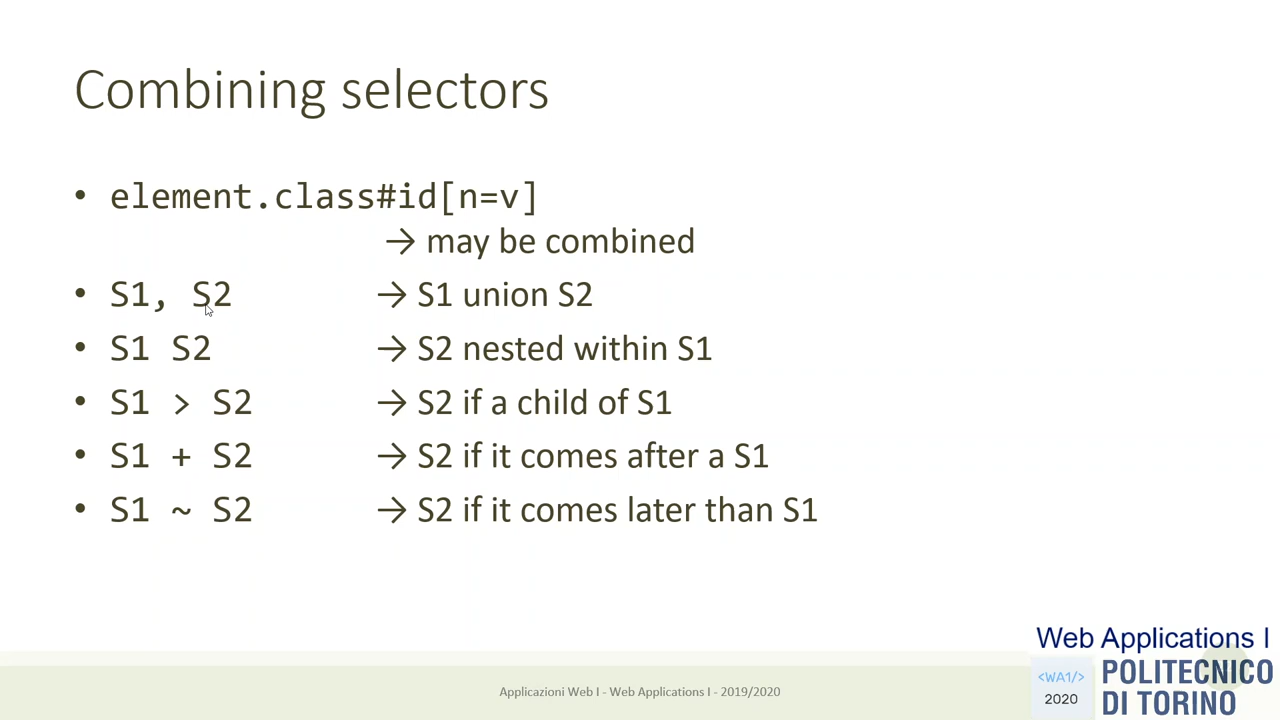 Combining selectors
• element.class#id[n=v]
→ may be combined
• S1, S2 → S1 union S2
• S1 S2 → S2 nested within S1
• S1 > S2 → S2 if a child of S1
• S1 + S2 → S2 if it comes after a S1
• S1 ~ S2 → S2 if it comes later than S1
Applicazioni Web I - Web Applications I - 2019/2020
Web Applications I
<WA1/>
2020
POLITECNICO
DI TORINO